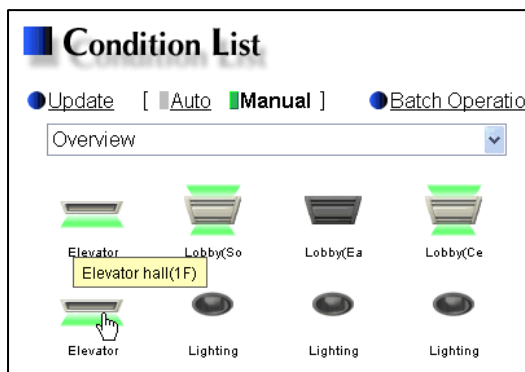 Condition List
Update [ Auto Manual ] Batch Operatio
Overview
Elevator Lobby(So Lobby(Ea Lobby(Ce
Elevator hall(1F)
Elevator Lighting Lighting Lighting